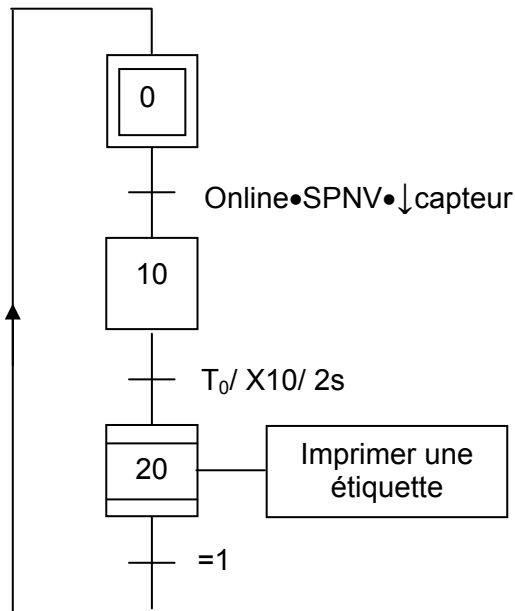 0
Online•SPNV•↓capteur
10
T₀/ X10/ 2s
20
Imprimer une
étiquette
=1